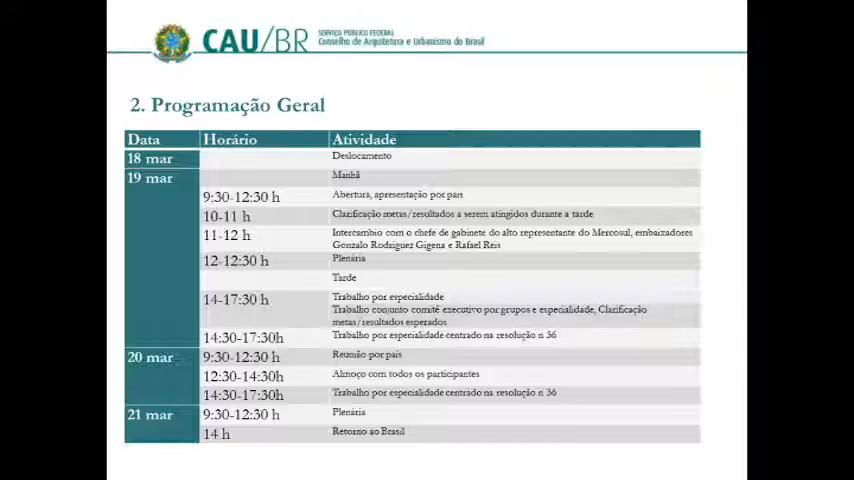 CAU/BR
SERVIÇO PÚBLICO FEDERAL
Conselho de Arquitetura e Urbanismo do Brasil
2. Programação Geral
Data Horário Atividade
18 mar Deslocamento
19 mar Manhã
9:30-12:30 h Abertura, apresentação por país
10-11 h Clarificação metas/resultados a serem atingidos durante a tarde
11-12 h Intercambio com o chefe de gabinete do alto representante do Mercosul, embaixadores
Gonzalo Rodriguez Gigena e Rafael Reis
12-12:30 h Plenária
Tarde
14-17:30 h Trabalho por especialidade
Trabalho conjunto comitê executivo por grupos e especialidade, Clarificação
metas/resultados esperados
14:30-17:30h Trabalho por especialidade centrado na resolução n 36
20 mar 9:30-12:30 h Reunião por país
12:30-14:30h Almoço com todos os participantes
14:30-17:30h Trabalho por especialidade centrado na resolução n 36
21 mar 9:30-12:30 h Plenária
14 h Retorno ao Brasil